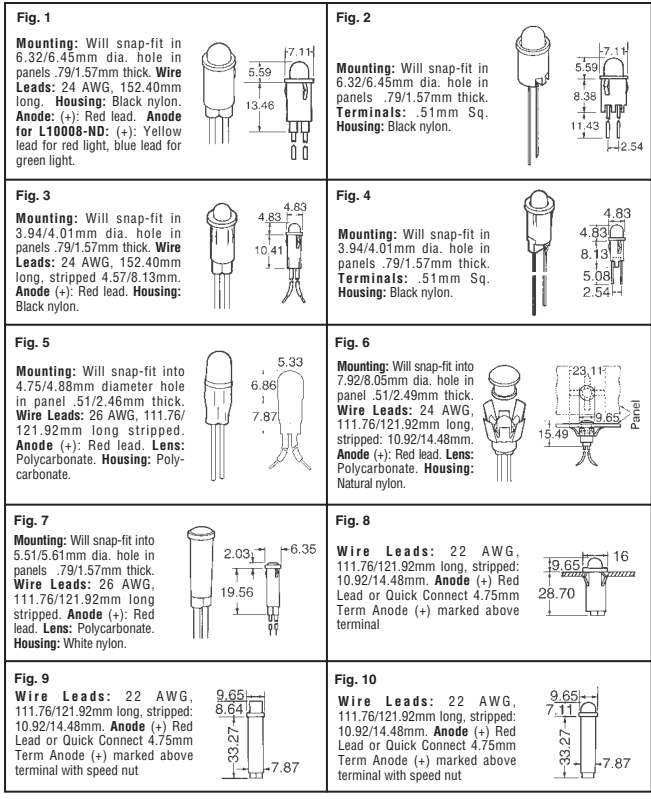 Fig. 1
Mounting: Will snap-fit in
6.32/6.45mm dia. hole in
panels .79/1.57mm thick. Wire
Leads: 24 AWG, 152.40mm
long. Housing: Black nylon.
Anode: (+): Red lead. Anode
for L10008-ND: (+): Yellow
lead for red light, blue lead for
green light.
7.11
5.59
13.46
Fig. 2
Mounting: Will snap-fit in
6.32/6.45mm dia. hole in
panels .79/1.57mm thick.
Terminals: .51mm Sq.
Housing: Black nylon.
7.11
5.59
8.38
11.43
2.54
Fig. 3
Mounting: Will snap-fit in
3.94/4.01mm dia. hole in
panels .79/1.57mm thick. Wire
Leads: 24 AWG, 152.40mm
long, stripped 4.57/8.13mm.
Anode (+): Red lead. Housing:
Black nylon.
4.83
4.83
10.41
Fig. 4
Mounting: Will snap-fit in
3.94/4.01mm dia. hole in
panels .79/1.57mm thick.
Terminals: .51mm Sq.
Housing: Black nylon.
4.83
4.83
8.13
5.08
2.54
Fig. 5
Mounting: Will snap-fit into
4.75/4.88mm diameter hole
in panel .51/2.46mm thick.
Wire Leads: 26 AWG, 111.76/
121.92mm long stripped.
Anode (+): Red lead. Lens:
Polycarbonate. Housing: Poly-
carbonate.
5.33
6.86
7.87
Fig. 6
Mounting: Will snap-fit into
7.92/8.05mm dia. hole in
panel .51/2.49mm thick.
Wire Leads: 24 AWG,
111.76/121.92mm long,
stripped: 10.92/14.48mm.
Anode (+): Red lead. Lens:
Polycarbonate. Housing:
Natural nylon.
23.11
9.65
15.49
Panel
Fig. 7
Mounting: Will snap-fit into
5.51/5.61mm dia. hole in
panels .79/1.57mm thick.
Wire Leads: 26 AWG,
111.76/121.92mm long
stripped. Anode (+): Red
lead. Lens: Polycarbonate.
Housing: White nylon.
2.03
6.35
19.56
Fig. 8
Wire Leads: 22 AWG,
111.76/121.92mm long, stripped:
10.92/14.48mm. Anode (+) Red
Lead or Quick Connect 4.75mm
Term Anode (+) marked above
terminal
16
9.65
28.70
Fig. 9
Wire Leads: 22 AWG,
111.76/121.92mm long, stripped:
10.92/14.48mm. Anode (+) Red
Lead or Quick Connect 4.75mm
Term Anode (+) marked above
terminal with speed nut
9.65
8.64
33.27
7.87
Fig. 10
Wire Leads: 22 AWG,
111.76/121.92mm long, stripped:
10.92/14.48mm. Anode (+) Red
Lead or Quick Connect 4.75mm
Term Anode (+) marked above
terminal with speed nut
9.65
7.11
33.27
7.87